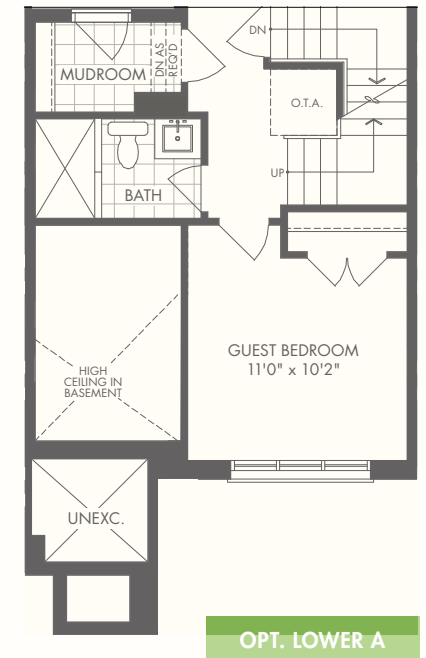 DN
MUDROOM
DN AS
REQ'D
O.T.A.
UP
BATH
GUEST BEDROOM
11'0" x 10'2"
HIGH
CEILING IN
BASEMENT
UNEXC.
OPT. LOWER A